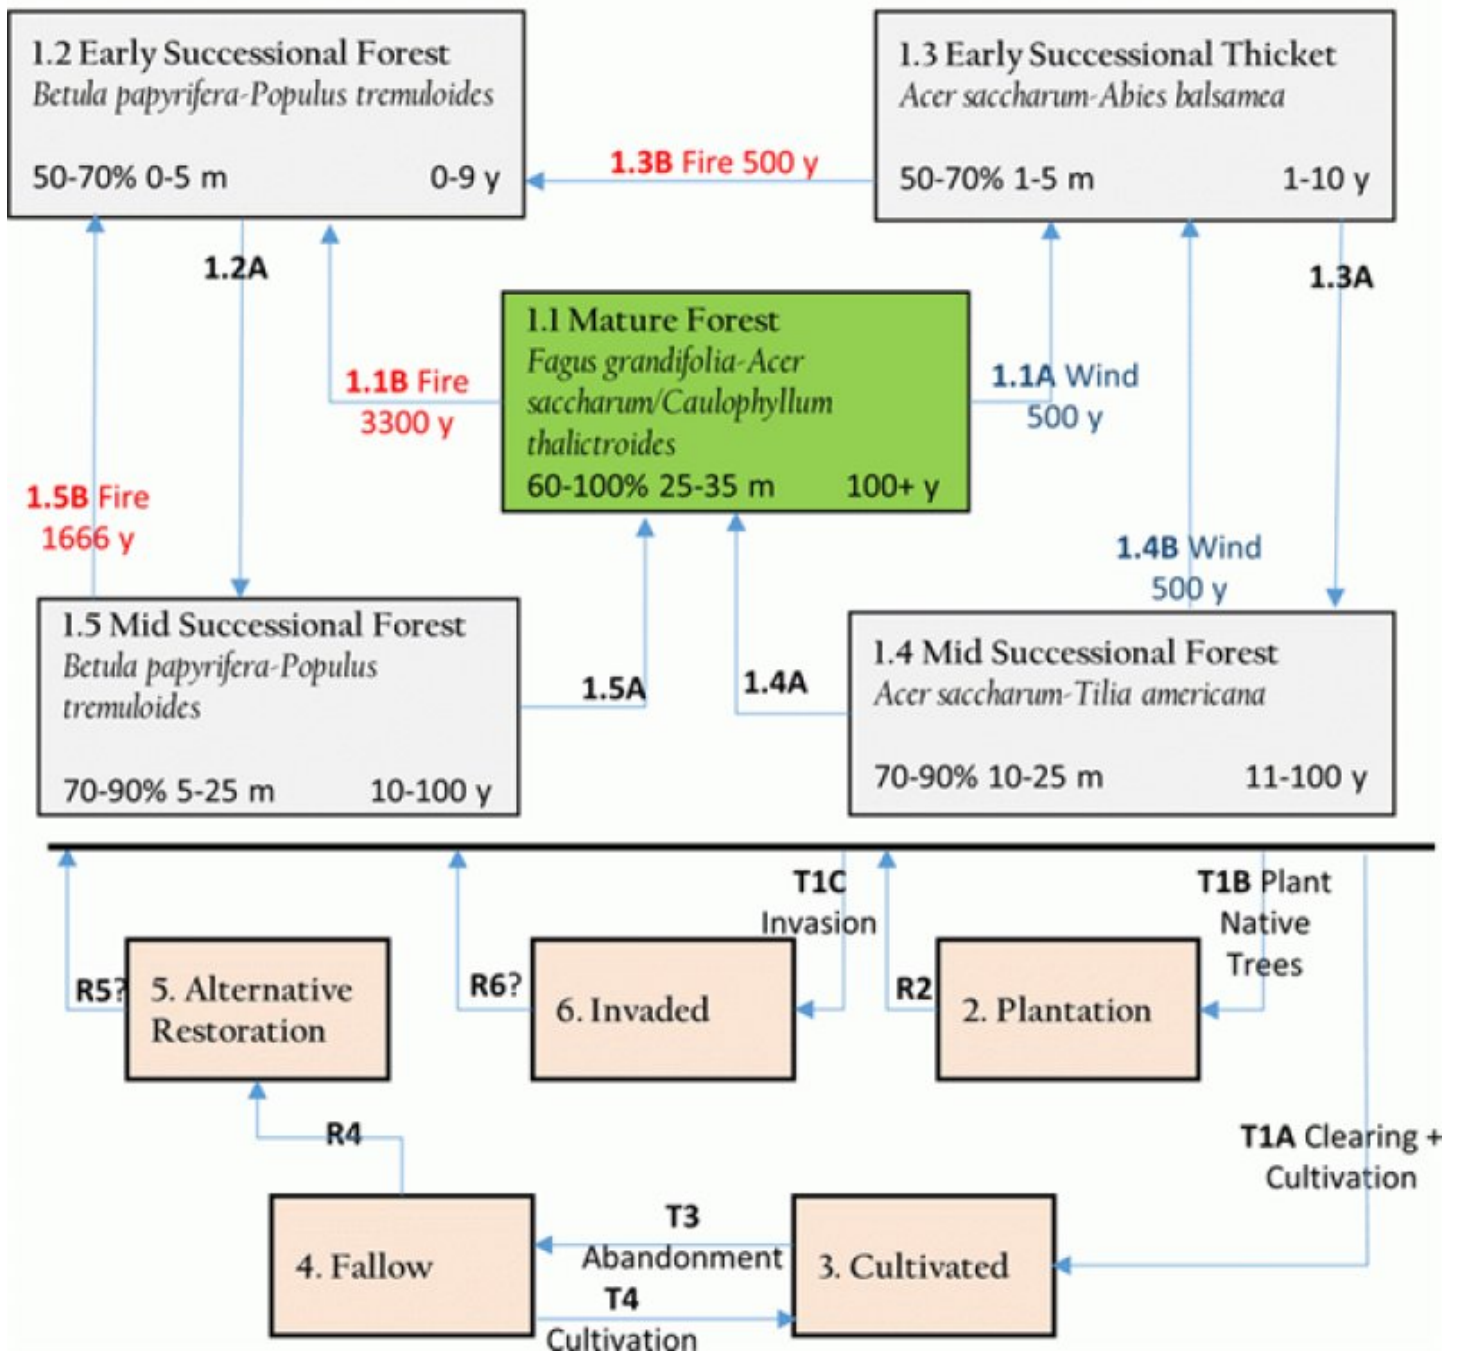 1.2 Early Successional Forest
Betula papyrifera-Populus tremuloides
50-70% 0-5 m 0-9 y
1.3 Early Successional Thicket
Acer saccharum-Abies balsamea
50-70% 1-5 m 1-10 y
1.3B Fire 500 y
1.2A
1.3A
1.1 Mature Forest
Fagus grandifolia-Acer
saccharum/Caulophyllum
thalictroides
60-100% 25-35 m 100+ y
1.1B Fire
3300 y
1.1A Wind
500 y
1.5B Fire
1666 y
1.4B Wind
500 y
1.5 Mid Successional Forest
Betula papyrifera-Populus
tremuloides
70-90% 5-25 m 10-100 y
1.5A
1.4A
1.4 Mid Successional Forest
Acer saccharum-Tilia americana
70-90% 10-25 m 11-100 y
T1C
Invasion
T1B Plant
Native
Trees
R5?
5. Alternative
Restoration
R6?
6. Invaded
R2
2. Plantation
R4
T1A Clearing +
Cultivation
4. Fallow
T3
Abandonment
T4
Cultivation
3. Cultivated